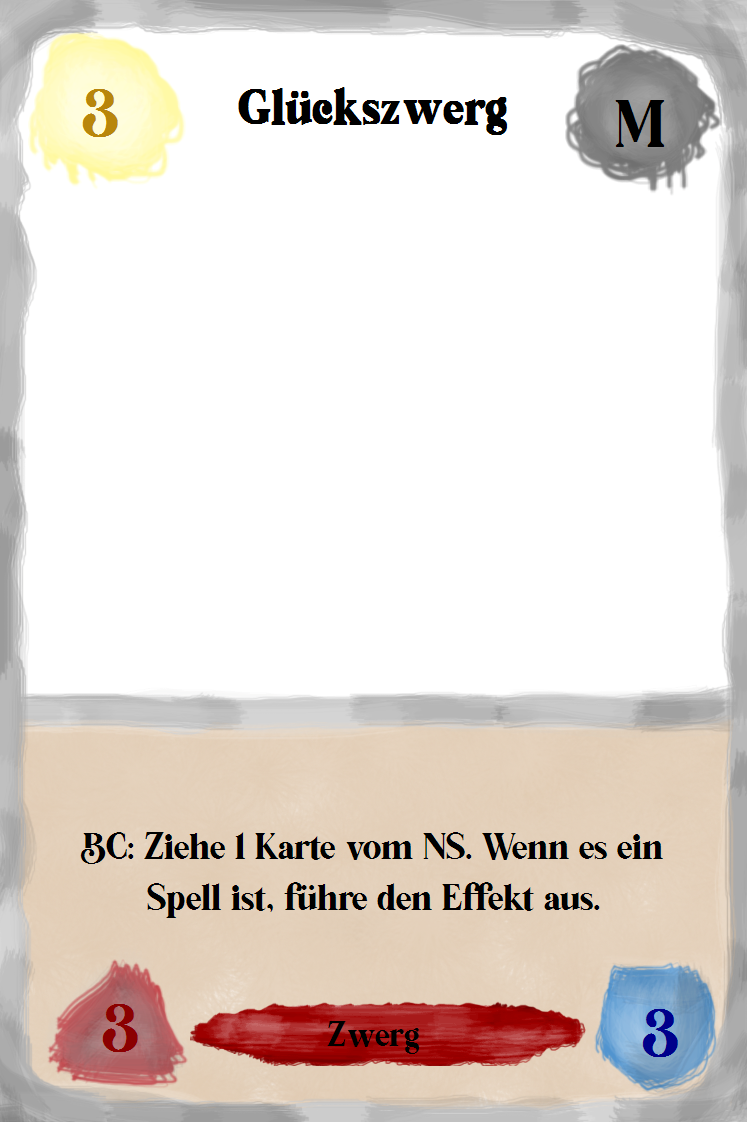 3
Glückszwerg
M
BC: Ziehe 1 Karte vom NS. Wenn es ein
Spell ist, führe den Effekt aus.
3
Zwerg
3